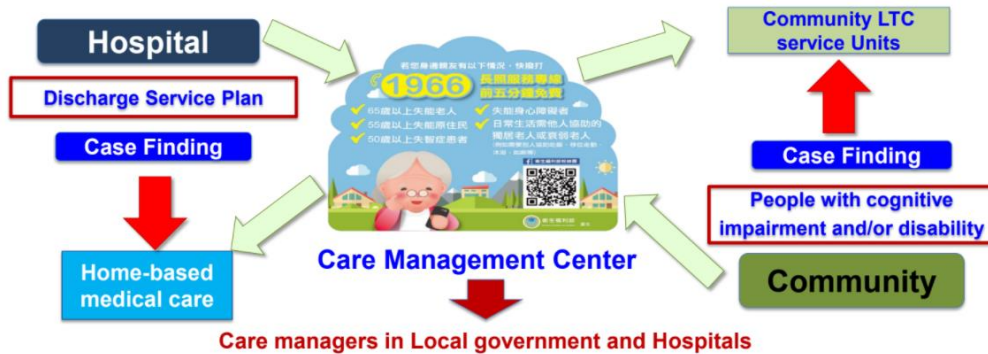 Hospital
Discharge Service Plan
Case Finding
Home-based
medical care
若您身邊親友有以下情況，快撥打
1966
長照服務專線
前五分鐘免費
65歲以上失能老人
55歲以上失能原住民
50歲以上失智症患者
失能身心障礙者
日常生活需他人協助的
獨居老人或衰弱老人
衛生福利部
Care Management Center
Care managers in Local government and Hospitals
Community LTC
service Units
Case Finding
People with cognitive
impairment and/or disability
Community